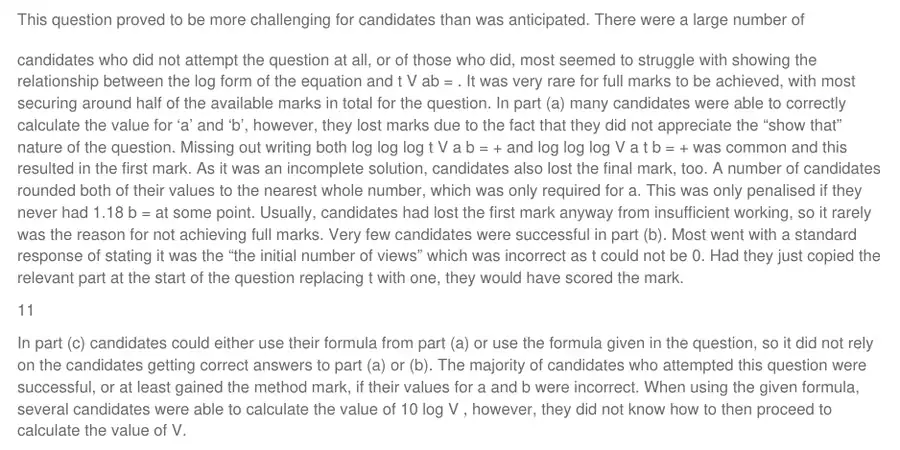 This question proved to be more challenging for candidates than was anticipated. There were a large number of
candidates who did not attempt the question at all, or of those who did, most seemed to struggle with showing the
relationship between the log form of the equation and t V ab = . It was very rare for full marks to be achieved, with most
securing around half of the available marks in total for the question. In part (a) many candidates were able to correctly
calculate the value for ‘a’ and ‘b’, however, they lost marks due to the fact that they did not appreciate the “show that”
nature of the question. Missing out writing both log log log t V a b = + and log log log V a t b = + was common and this
resulted in the first mark. As it was an incomplete solution, candidates also lost the final mark, too. A number of candidates
rounded both of their values to the nearest whole number, which was only required for a. This was only penalised if they
never had 1.18 b = at some point. Usually, candidates had lost the first mark anyway from insufficient working, so it rarely
was the reason for not achieving full marks. Very few candidates were successful in part (b). Most went with a standard
response of stating it was the “the initial number of views” which was incorrect as t could not be 0. Had they just copied the
relevant part at the start of the question replacing t with one, they would have scored the mark.
11
In part (c) candidates could either use their formula from part (a) or use the formula given in the question, so it did not rely
on the candidates getting correct answers to part (a) or (b). The majority of candidates who attempted this question were
successful, or at least gained the method mark, if their values for a and b were incorrect. When using the given formula,
several candidates were able to calculate the value of 10 log V , however, they did not know how to then proceed to
calculate the value of V.